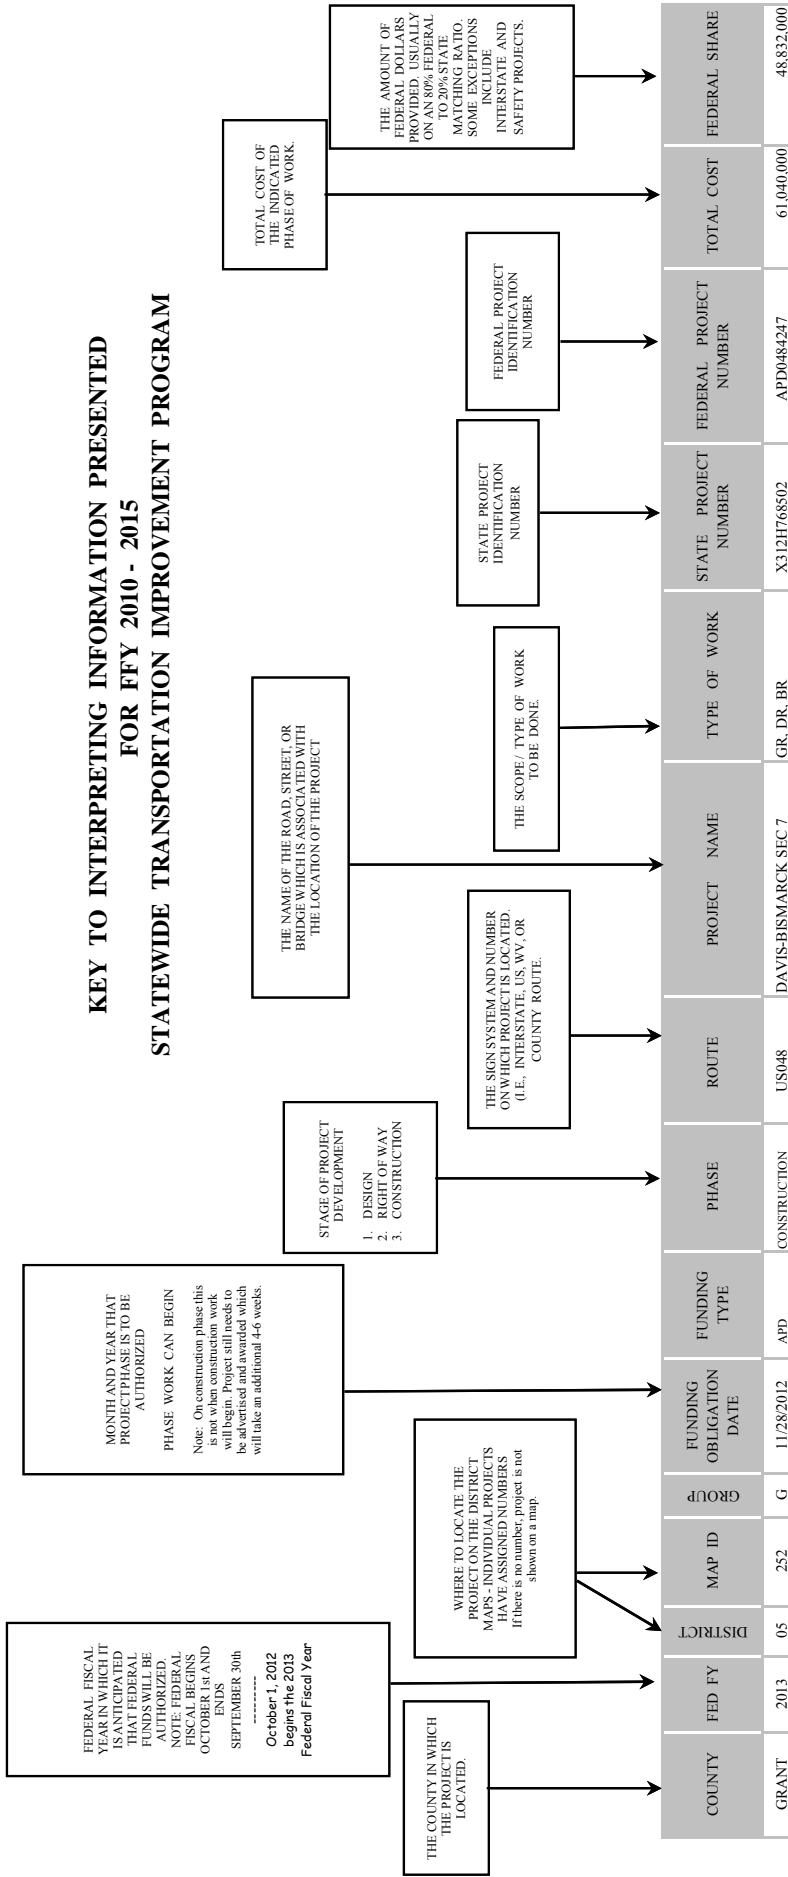 KEY TO INTERPRETING INFORMATION PRESENTED
FOR FFY 2010 - 2015
STATEWIDE TRANSPORTATION IMPROVEMENT PROGRAM
THE COUNTY IN WHICH
THE PROJECT IS
LOCATED.
FEDERAL FISCAL
YEAR IN WHICH IT
IS ANTICIPATED
THAT FEDERAL
FUNDS WILL BE
AUTHORIZED.
NOTE: FEDERAL
FISCAL BEGINS
OCTOBER 1st AND
ENDS
SEPTEMBER 30th
---------
October 1, 2012
begins the 2013
Federal Fiscal Year
WHERE TO LOCATE THE
PROJECT ON THE DISTRICT
MAPS - INDIVIDUAL PROJECTS
HAVE ASSIGNED NUMBERS
If there is no number, project is not
shown on a map.
MONTH AND YEAR THAT
PROJECT PHASE IS TO BE
AUTHORIZED
PHASE WORK CAN BEGIN
Note: On construction phase this
is not when construction work
will begin. Project still needs to
be advertised and awarded which
will take an additional 4-6 weeks.
STAGE OF PROJECT
DEVELOPMENT
1. DESIGN
2. RIGHT OF WAY
3. CONSTRUCTION
THE SIGN SYSTEM AND NUMBER
ON WHICH PROJECT IS LOCATED.
(I.E., INTERSTATE, US, WV, OR
COUNTY ROUTE.
THE NAME OF THE ROAD, STREET, OR
BRIDGE WHICH IS ASSOCIATED WITH
THE LOCATION OF THE PROJECT
THE SCOPE / TYPE OF WORK
TO BE DONE.
STATE PROJECT
IDENTIFICATION
NUMBER
FEDERAL PROJECT
IDENTIFICATION
NUMBER
TOTAL COST OF
THE INDICATED
PHASE OF WORK.
THE AMOUNT OF
FEDERAL DOLLARS
PROVIDED. USUALLY
ON AN 80% FEDERAL
TO 20% STATE
MATCHING RATIO.
SOME EXCEPTIONS
INCLUDE
INTERSTATE AND
SAFETY PROJECTS.
COUNTY
FED FY
DISTRICT
MAP ID
GROUP
FUNDING
OBLIGATION
DATE
FUNDING
TYPE
PHASE
ROUTE
PROJECT NAME
TYPE OF WORK
STATE PROJECT
NUMBER
FEDERAL PROJECT
NUMBER
TOTAL COST
FEDERAL SHARE
GRANT
2013
05
252
G
11/28/2012
APD
CONSTRUCTION
US048
DAVIS-BISMARCK SEC 7
GR, DR, BR
X312H768502
APD0484247
61,040,000
48,832,000